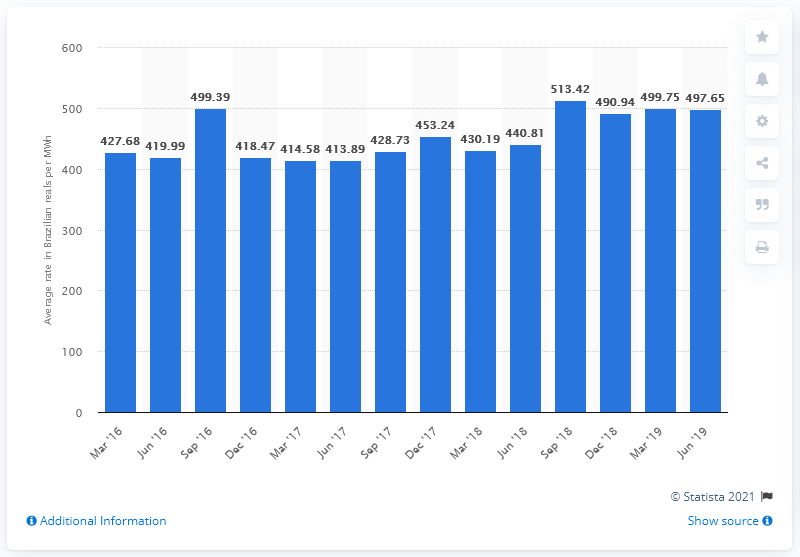 600
500
400
300
200
100
0
Average rate in Brazilian reals per MWh
427.68
419.99
499.39
418.47
414.58
413.89
428.73
453.24
430.19
440.81
513.42
490.94
499.75
497.65
Mar '16
Jun '16
Sep '16
Dec '16
Mar '17
Jun '17
Sep '17
Dec '17
Mar '18
Jun '18
Sep '18
Dec '18
Mar '19
Jun '19
© Statista 2021
Additional Information
Show source